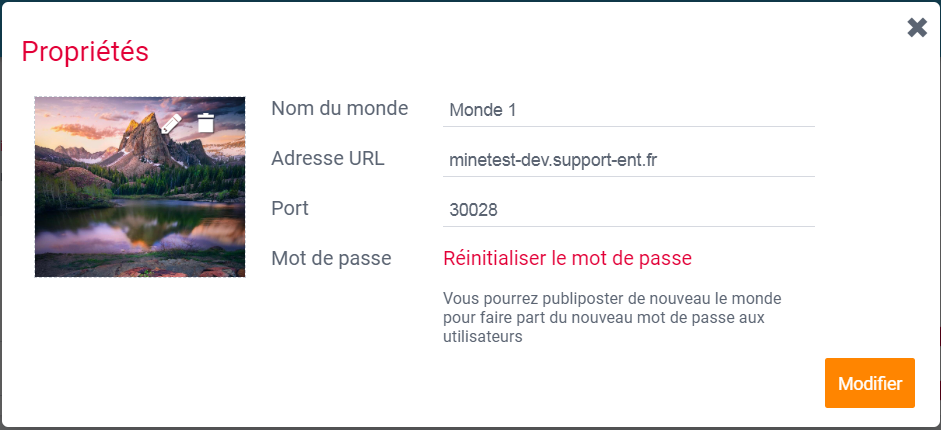 Propriétés
Nom du monde
Monde 1
Adresse URL
minetest-dev.support-ent.fr
Port
30028
Mot de passe
Réinitialiser le mot de passe
Vous pourrez publiposter de nouveau le monde
pour faire part du nouveau mot de passe aux
utilisateurs
Modifier